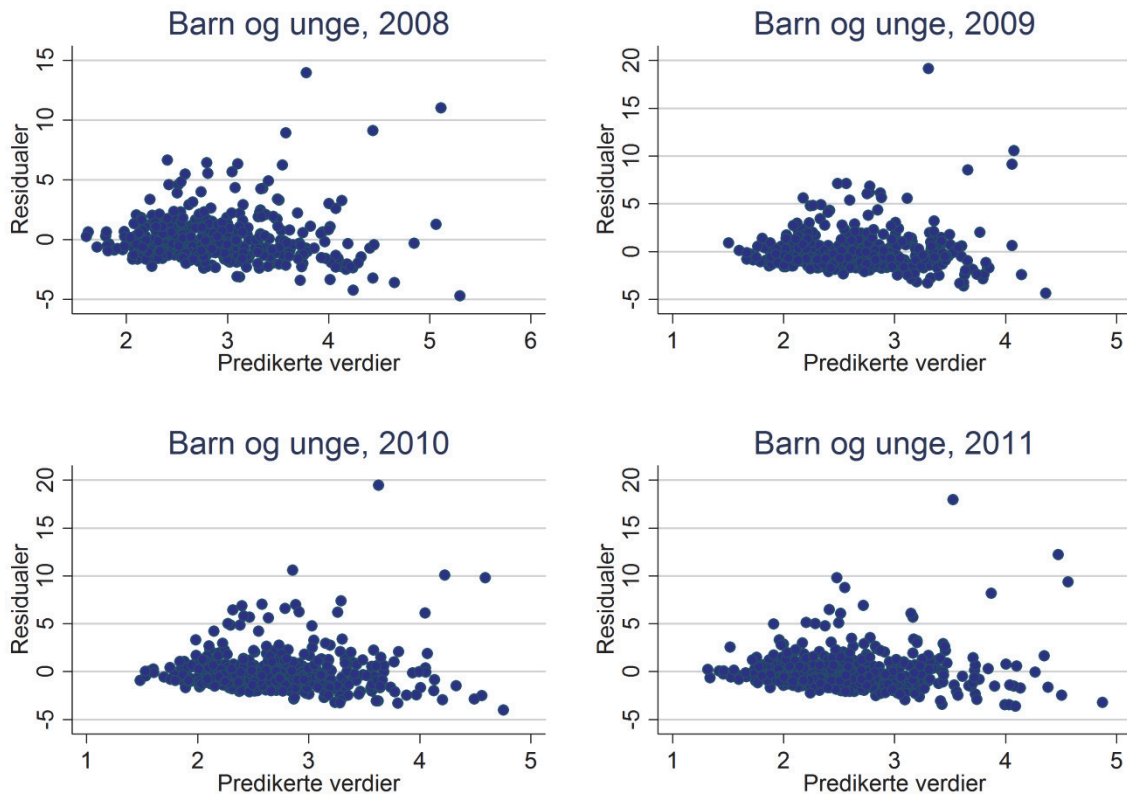 Barn og unge, 2008
15
10
5
0
-5
Residualer
2 3 4 5 6
Predikerte verdier
Barn og unge, 2009
20
15
10
5
0
-5
Residualer
1 2 3 4 5
Predikerte verdier
Barn og unge, 2010
20
15
10
5
0
-5
Residualer
1 2 3 4 5
Predikerte verdier
Barn og unge, 2011
20
15
10
5
0
-5
Residualer
1 2 3 4 5
Predikerte verdier